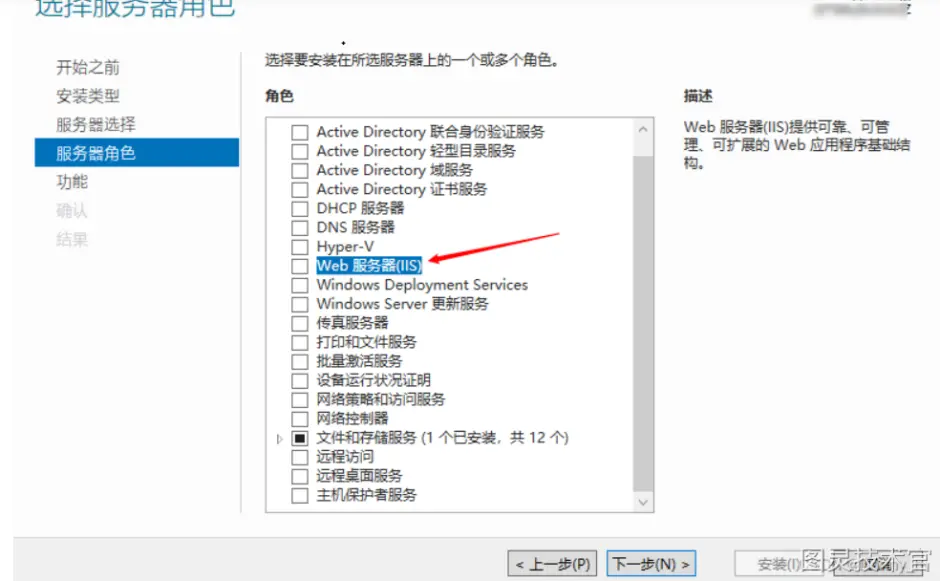 选择服务器角色
选择要安装在所选服务器上的一个或多个角色。
开始之前
安装类型
服务器选择
服务器角色
功能
确认
结果
角色
Active Directory 联合身份验证服务
Active Directory 轻型目录服务
Active Directory 域服务
Active Directory 证书服务
DHCP 服务器
DNS 服务器
Hyper-V
Web 服务器(IIS)
Windows Deployment Services
Windows Server 更新服务
传真服务器
打印和文件服务
批量激活服务
设备运行状况证明
网络策略和访问服务
网络控制器
文件和存储服务 (1 个已安装，共 12 个)
远程访问
远程桌面服务
主机保护者服务
描述
Web 服务器(IIS)提供可靠、可管
理、可扩展的 Web 应用程序基础结
构。
< 上一步(P)
下一步(N) >
安装(I)
图灵技术官